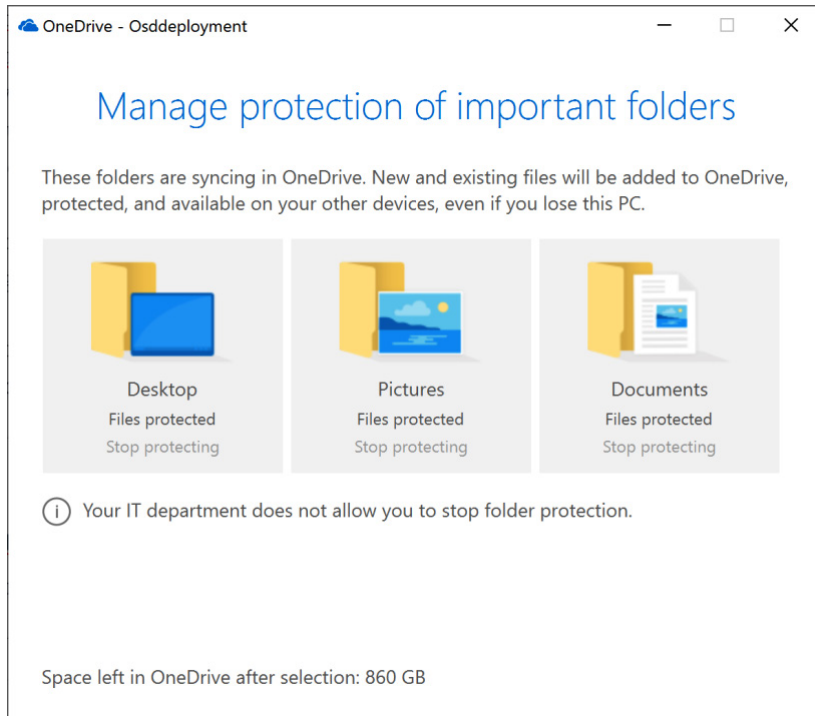 OneDrive - Osddeployment
Manage protection of important folders
These folders are syncing in OneDrive. New and existing files will be added to OneDrive,
protected, and available on your other devices, even if you lose this PC.
Desktop
Files protected
Stop protecting
Pictures
Files protected
Stop protecting
Documents
Files protected
Stop protecting
Your IT department does not allow you to stop folder protection.
Space left in OneDrive after selection: 860 GB